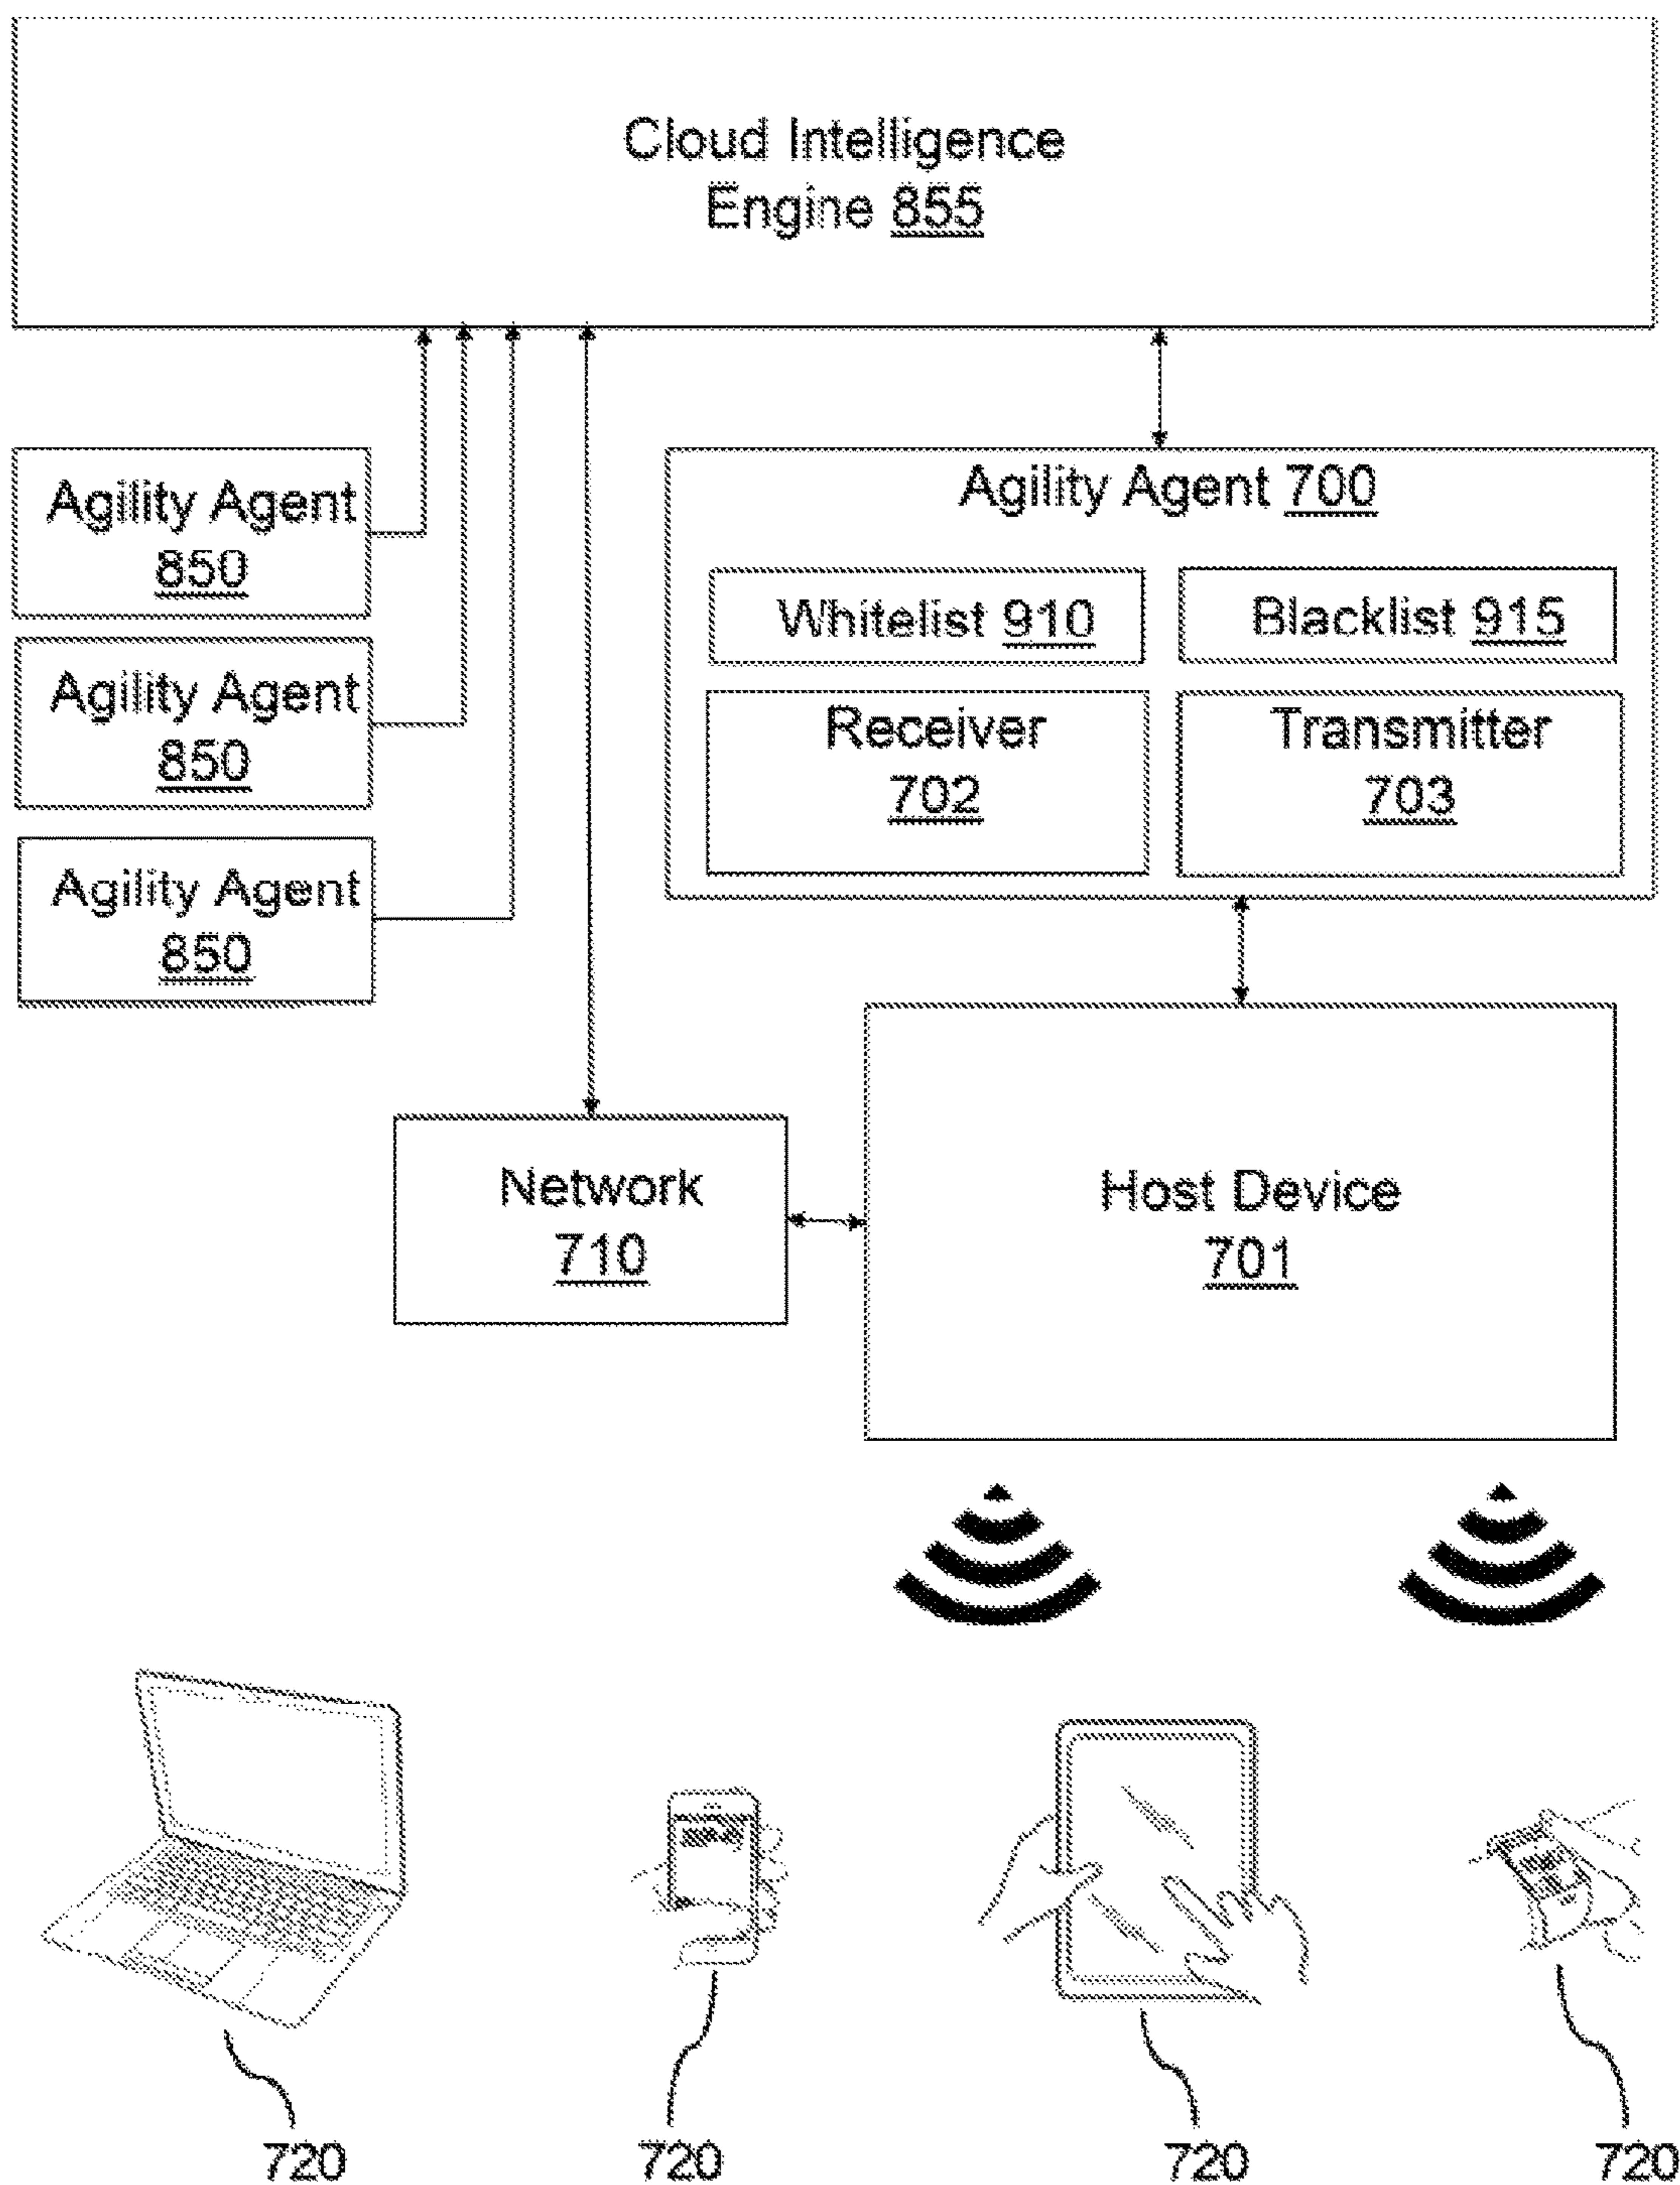 Cloud Intelligence
Engine 855
Agility Agent
850
Agility Agent
850
Agility Agent
850
Agility Agent 700
Whitelist 910
Blacklist 915
Receiver
702
Transmitter
703
Network
710
Host Device
701
720
720
720
720